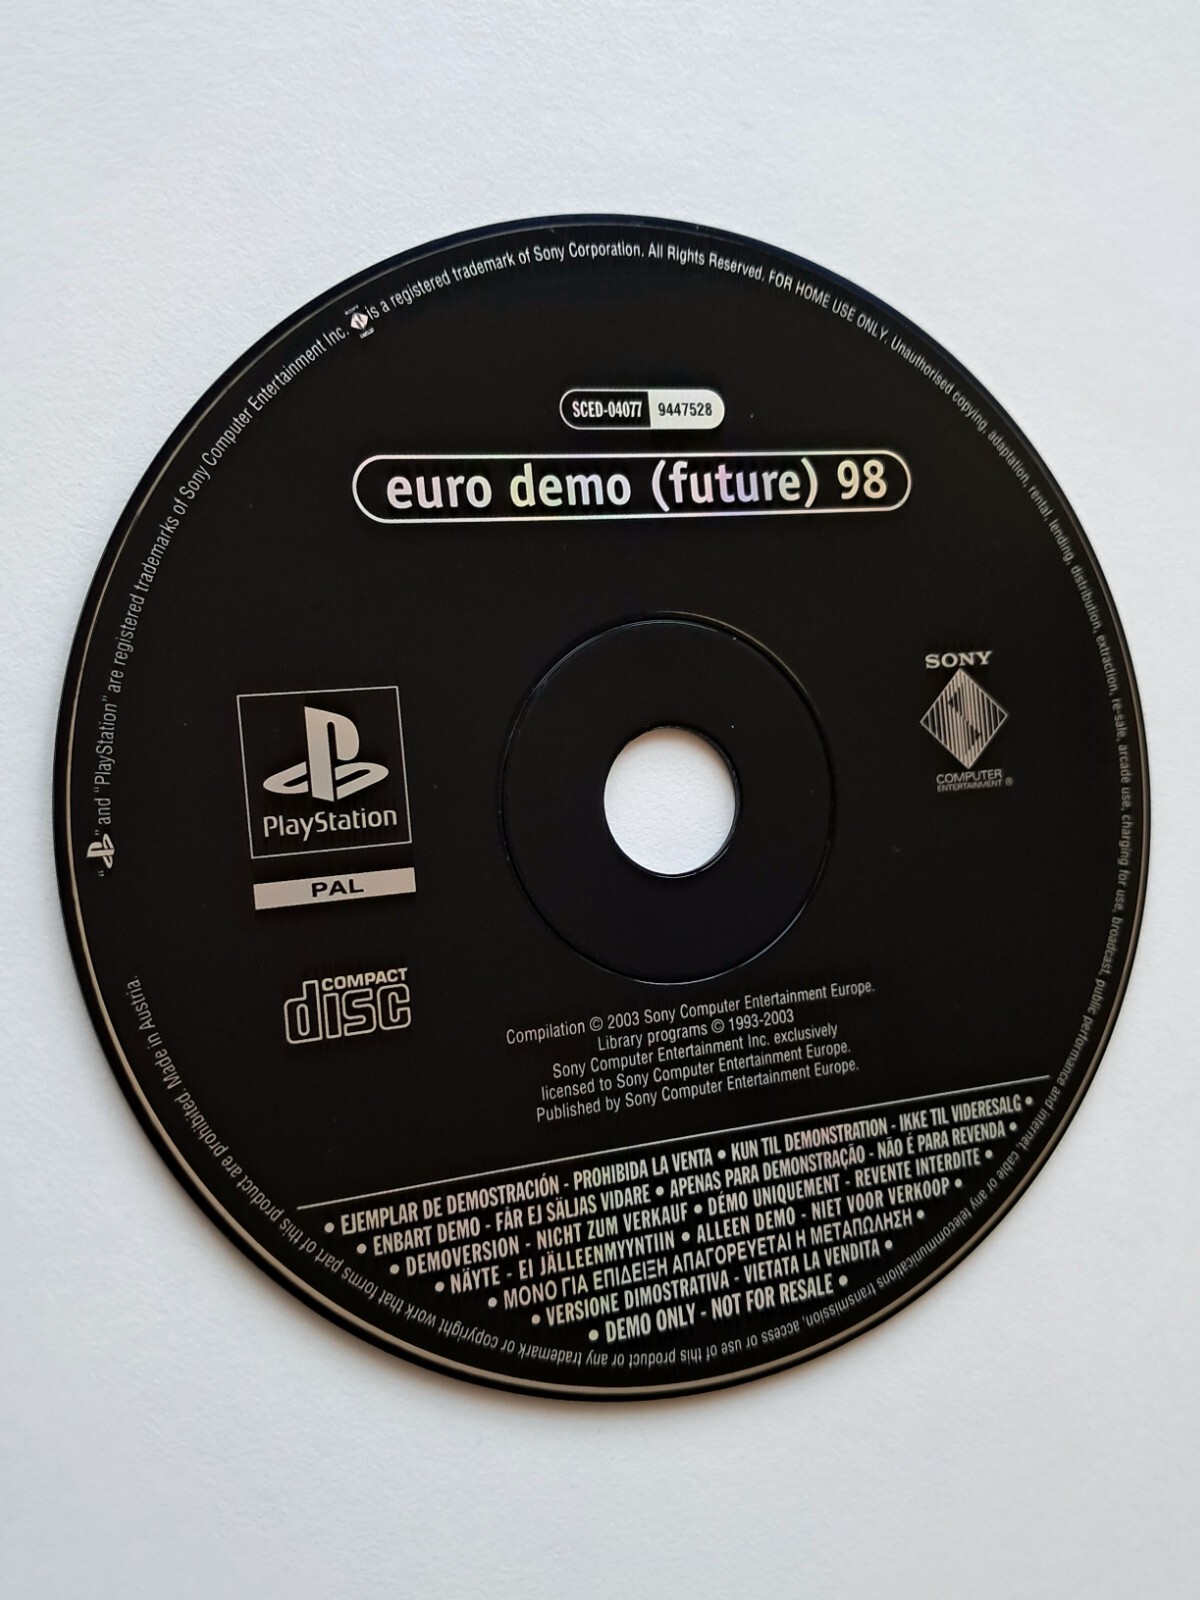 SCED-04077 9447528
euro demo (future) 98
SONY
COMPUTER
ENTERTAINMENT ®
PlayStation
PAL
COMPACT
disc
Compilation © 2003 Sony Computer Entertainment Europe.
Library programs © 1993-2003
Sony Computer Entertainment Inc. exclusively
licensed to Sony Computer Entertainment Europe.
Published by Sony Computer Entertainment Europe.
• EJEMPLAR DE DEMOSTRACIÓN - PROHIBIDA LA VENTA • KUN TIL DEMONSTRATION - IKKE TIL VIDERESALG •
• ENBART DEMO - FÅR EJ SÄLJAS VIDARE • APENAS PARA DEMONSTRAÇÃO - NÃO É PARA REVENDA •
• DEMOVERSION - NICHT ZUM VERKAUF • DÉMO UNIQUEMENT - REVENTE INTERDITE •
• NÄYTE - EI JÄLLEENMYYNTIIN • ALLEEN DEMO - NIET VOOR VERKOOP •
• ΜΟΝΟ ΓΙΑ ΕΠΙΔΕΙΞΗ ΑΠΑΓΟΡΕΥΕΤΑΙ Η ΜΕΤΑΠΩΛΗΣΗ •
• VERSIONE DIMOSTRATIVA - VIETATA LA VENDITA •
• DEMO ONLY - NOT FOR RESALE •
" " and "PlayStation" are registered trademarks of Sony Computer Entertainment Inc. is a registered trademark of Sony Corporation. All Rights Reserved. FOR HOME USE ONLY. Unauthorised copying, adaptation, rental, lending, distribution, extraction, re-sale, arcade use, charging for use, broadcast, public performance and internet, cable or any telecommunications transmission, access or use of this product or any trademark or copyright work that forms part of this product are prohibited. Made in Austria.